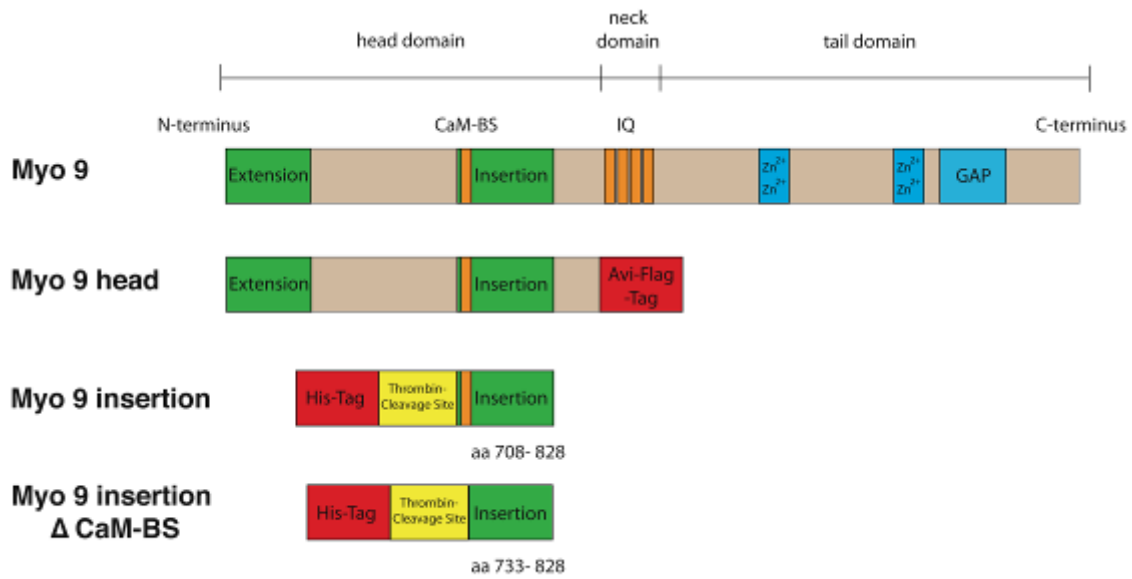 head domain
neck
domain
tail domain
N-terminus
CaM-BS
IQ
C-terminus
Myo 9
Extension
Insertion
Zn2+
Zn2+
Zn2+
Zn2+
GAP
Myo 9 head
Extension
Insertion
Avi-Flag
-Tag
Myo 9 insertion
His-Tag
Thrombin-
Cleavage Site
Insertion
aa 708- 828
Myo 9 insertion
Δ CaM-BS
His-Tag
Thrombin-
Cleavage Site
Insertion
aa 733- 828